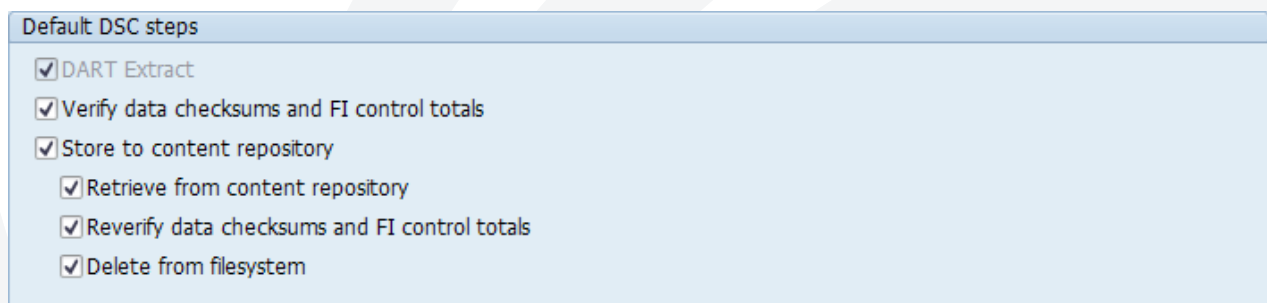 Default DSC steps
DART Extract
Verify data checksums and FI control totals
Store to content repository
Retrieve from content repository
Reverify data checksums and FI control totals
Delete from filesystem